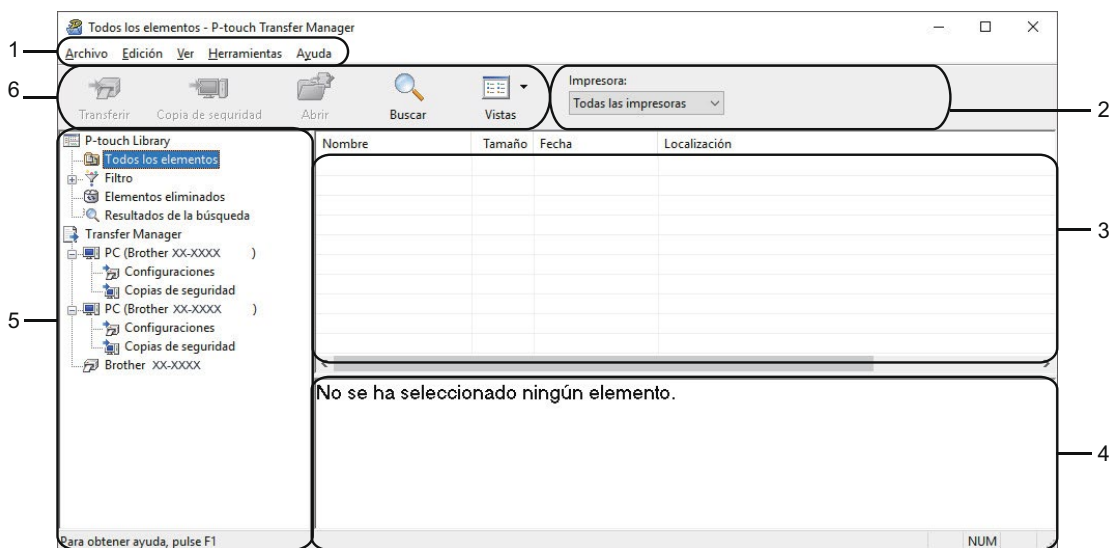 Todos los elementos - P-touch Transfer Manager
1
Archivo Edición Ver Herramientas Ayuda
6
Transferir Copia de seguridad Abrir Buscar Vistas
Impresora:
Todas las impresoras
2
P-touch Library
Todos los elementos
Filtro
Elementos eliminados
Resultados de la búsqueda
Transfer Manager
PC (Brother XX-XXXX )
Configuraciones
Copias de seguridad
PC (Brother XX-XXXX )
Configuraciones
Copias de seguridad
Brother XX-XXXX
5
Nombre Tamaño Fecha Localización
3
No se ha seleccionado ningún elemento.
4
Para obtener ayuda, pulse F1
NUM